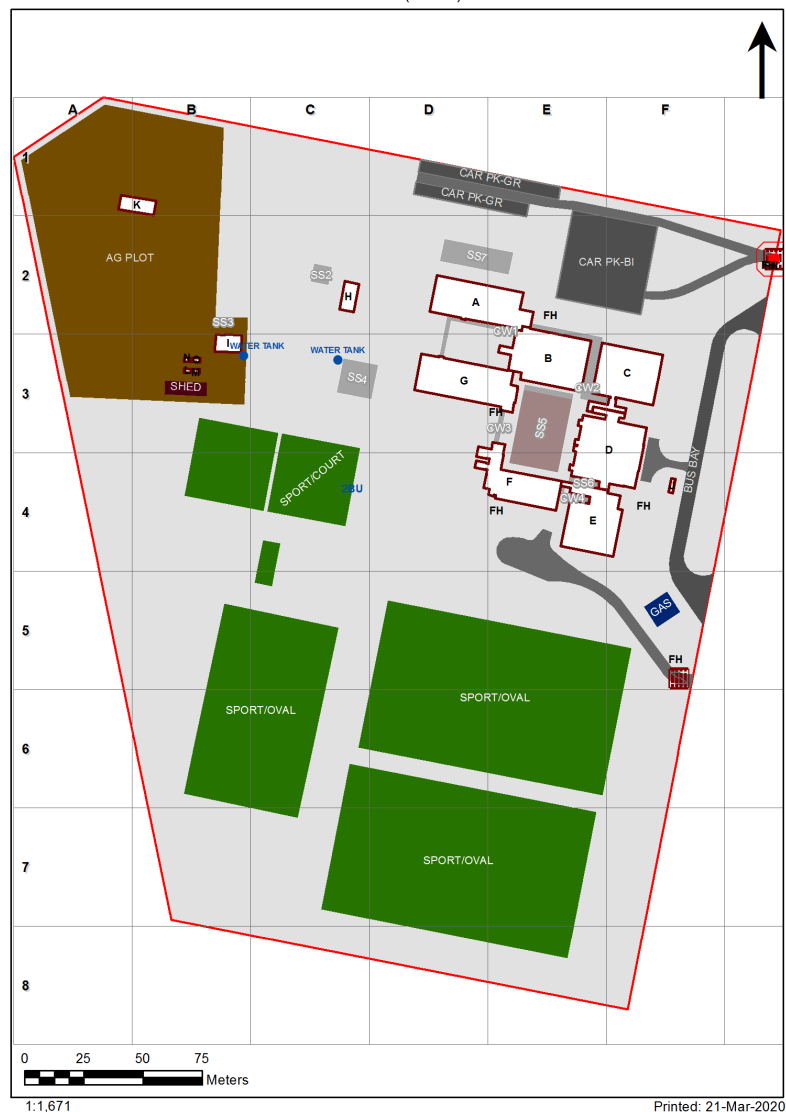 A B C D E F
1
CAR PK-GR
CAR PK-GR
K
AG PLOT
SS7
CAR PK-BI
2
SS2
H
A
FH
SS3
CW1
I
WATER TANK
WATER TANK
B
C
N
L
M
SS4
G
CW2
SHED
3
FH
CW3
SS5
D
BUS BAY
SPORT/COURT
2BU
F
SS6
CW4
J
FH
FH
4
E
GAS
5
FH
SPORT/OVAL
SPORT/OVAL
6
SPORT/OVAL
7
8
0 25 50 75
Meters
1:1,671
Printed: 21-Mar-2020